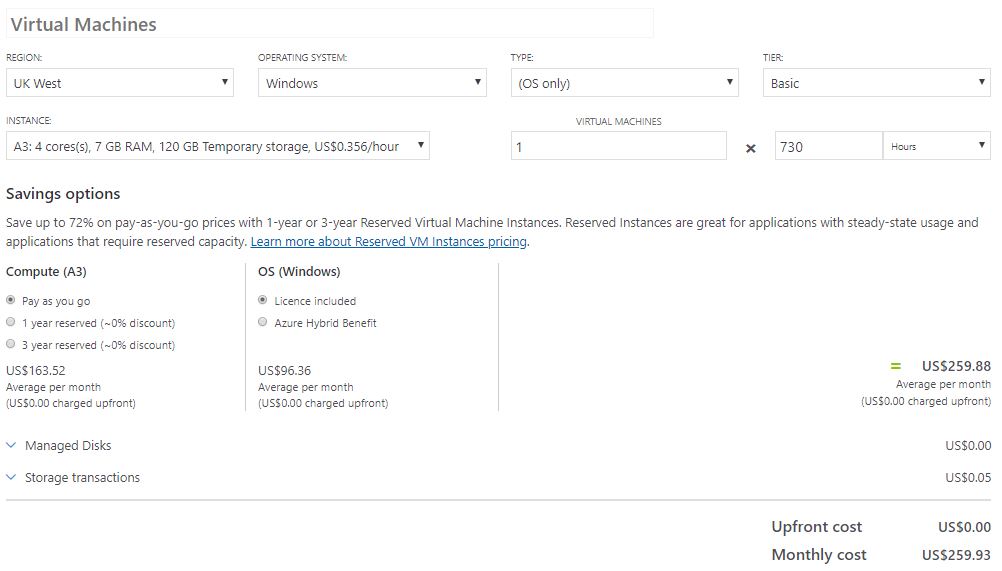 Virtual Machines
REGION: OPERATING SYSTEM: TYPE: TIER:
UK West Windows (OS only) Basic
INSTANCE: VIRTUAL MACHINES
A3: 4 cores(s), 7 GB RAM, 120 GB Temporary storage, US$0.356/hour 1 × 730 Hours
Savings options
Save up to 72% on pay-as-you-go prices with 1-year or 3-year Reserved Virtual Machine Instances. Reserved Instances are great for applications with steady-state usage and
applications that require reserved capacity. Learn more about Reserved VM Instances pricing.
Compute (A3)
Pay as you go
1 year reserved (~0% discount)
3 year reserved (~0% discount)
US$163.52
Average per month
(US$0.00 charged upfront)
OS (Windows)
Licence included
Azure Hybrid Benefit
US$96.36
Average per month
(US$0.00 charged upfront)
= US$259.88
Average per month
(US$0.00 charged upfront)
Managed Disks US$0.00
Storage transactions US$0.05
Upfront cost US$0.00
Monthly cost US$259.93